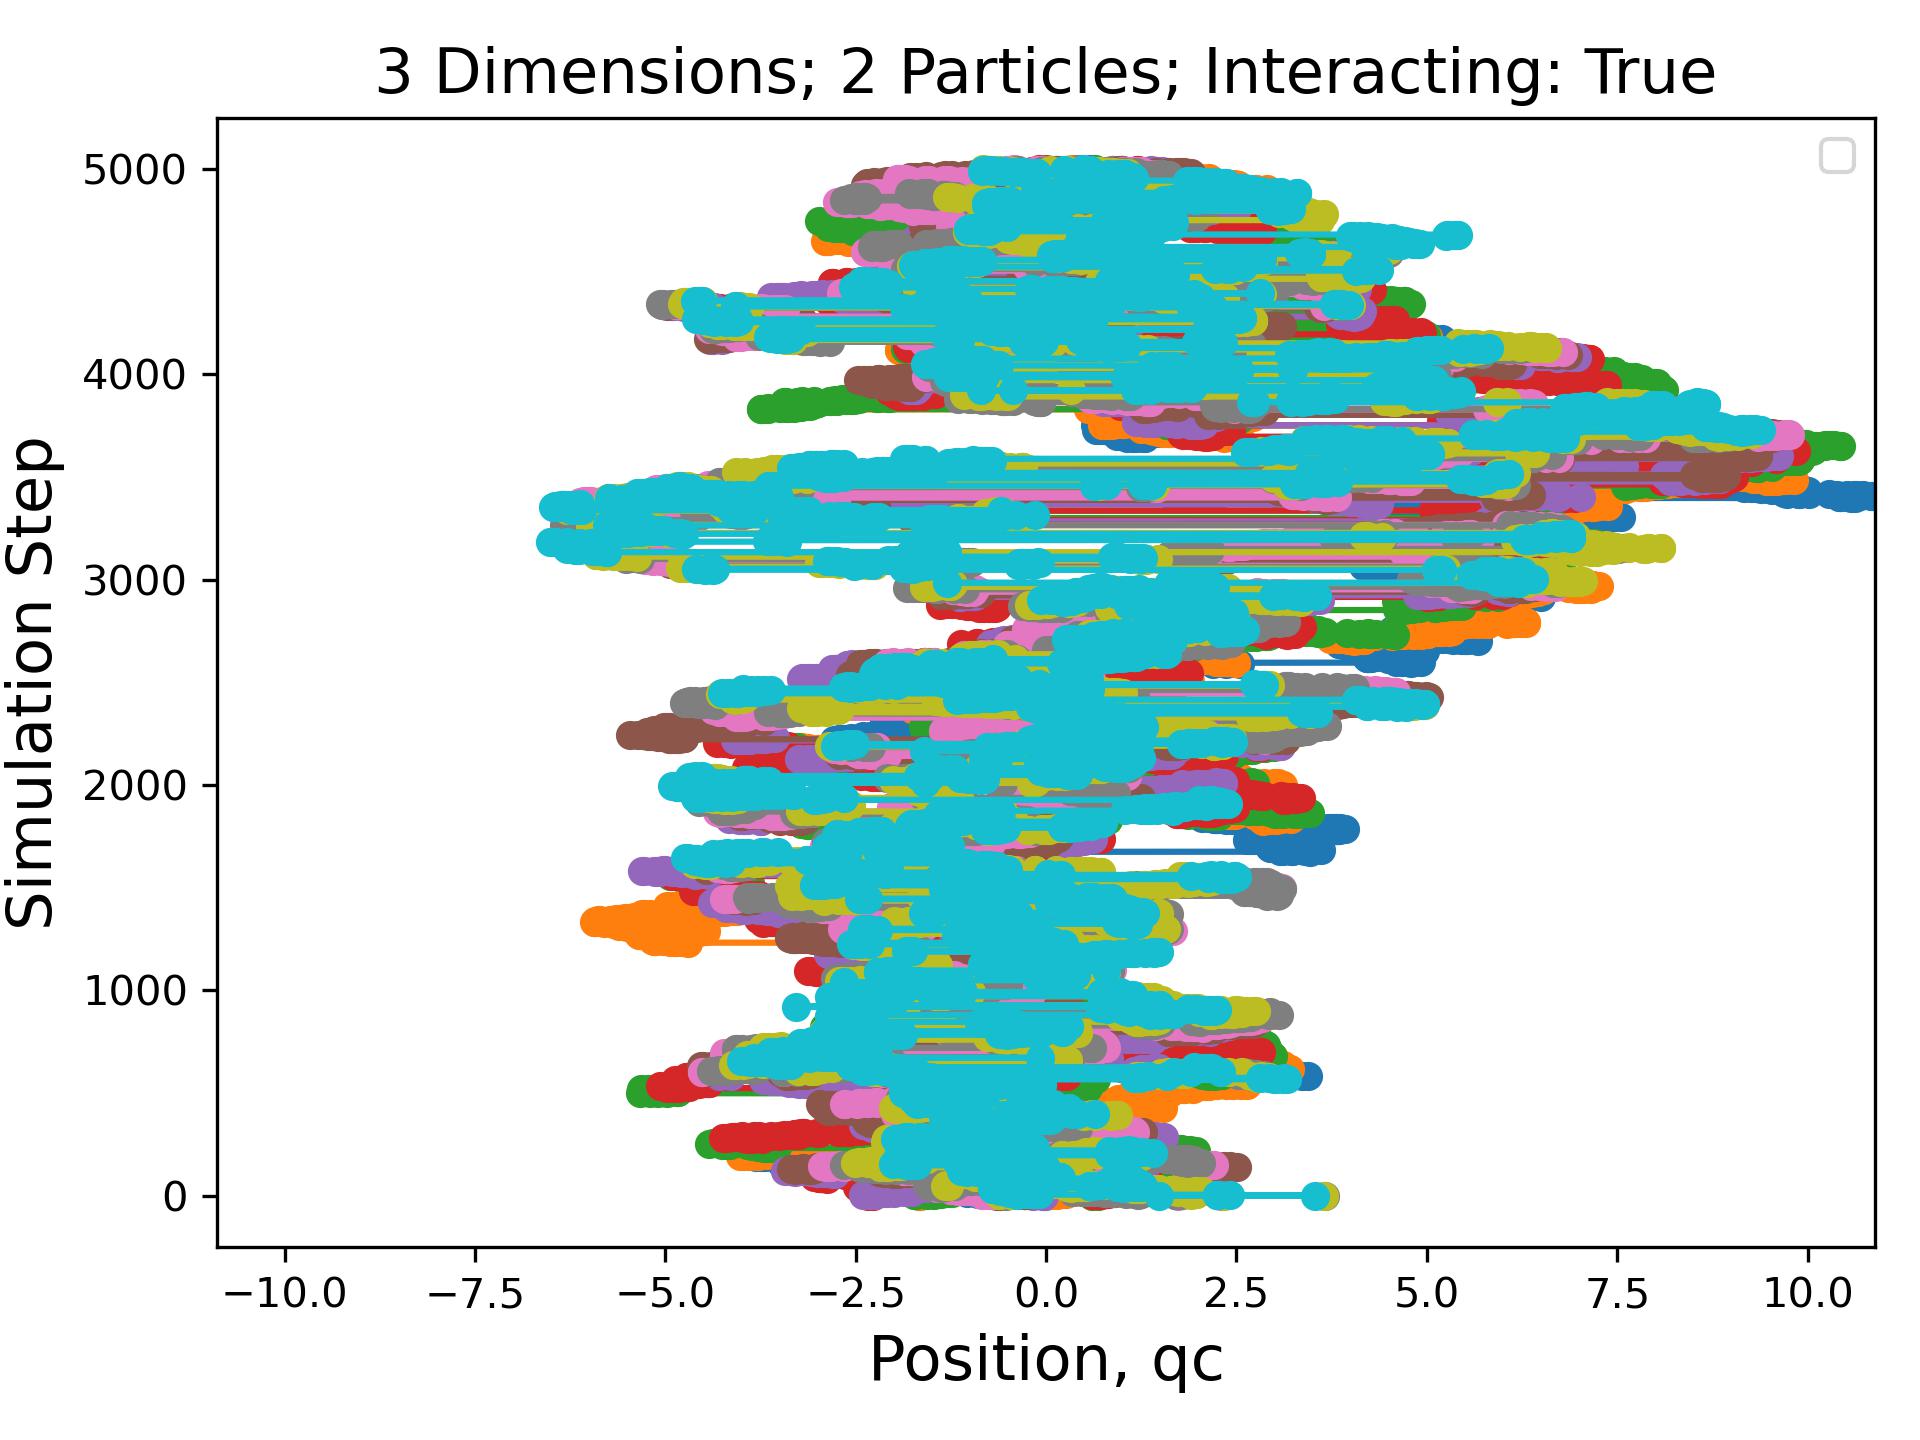 3 Dimensions; 2 Particles; Interacting: True
Simulation Step
5000
4000
3000
2000
1000
0
−10.0 −7.5 −5.0 −2.5 0.0 2.5 5.0 7.5 10.0
Position, qc